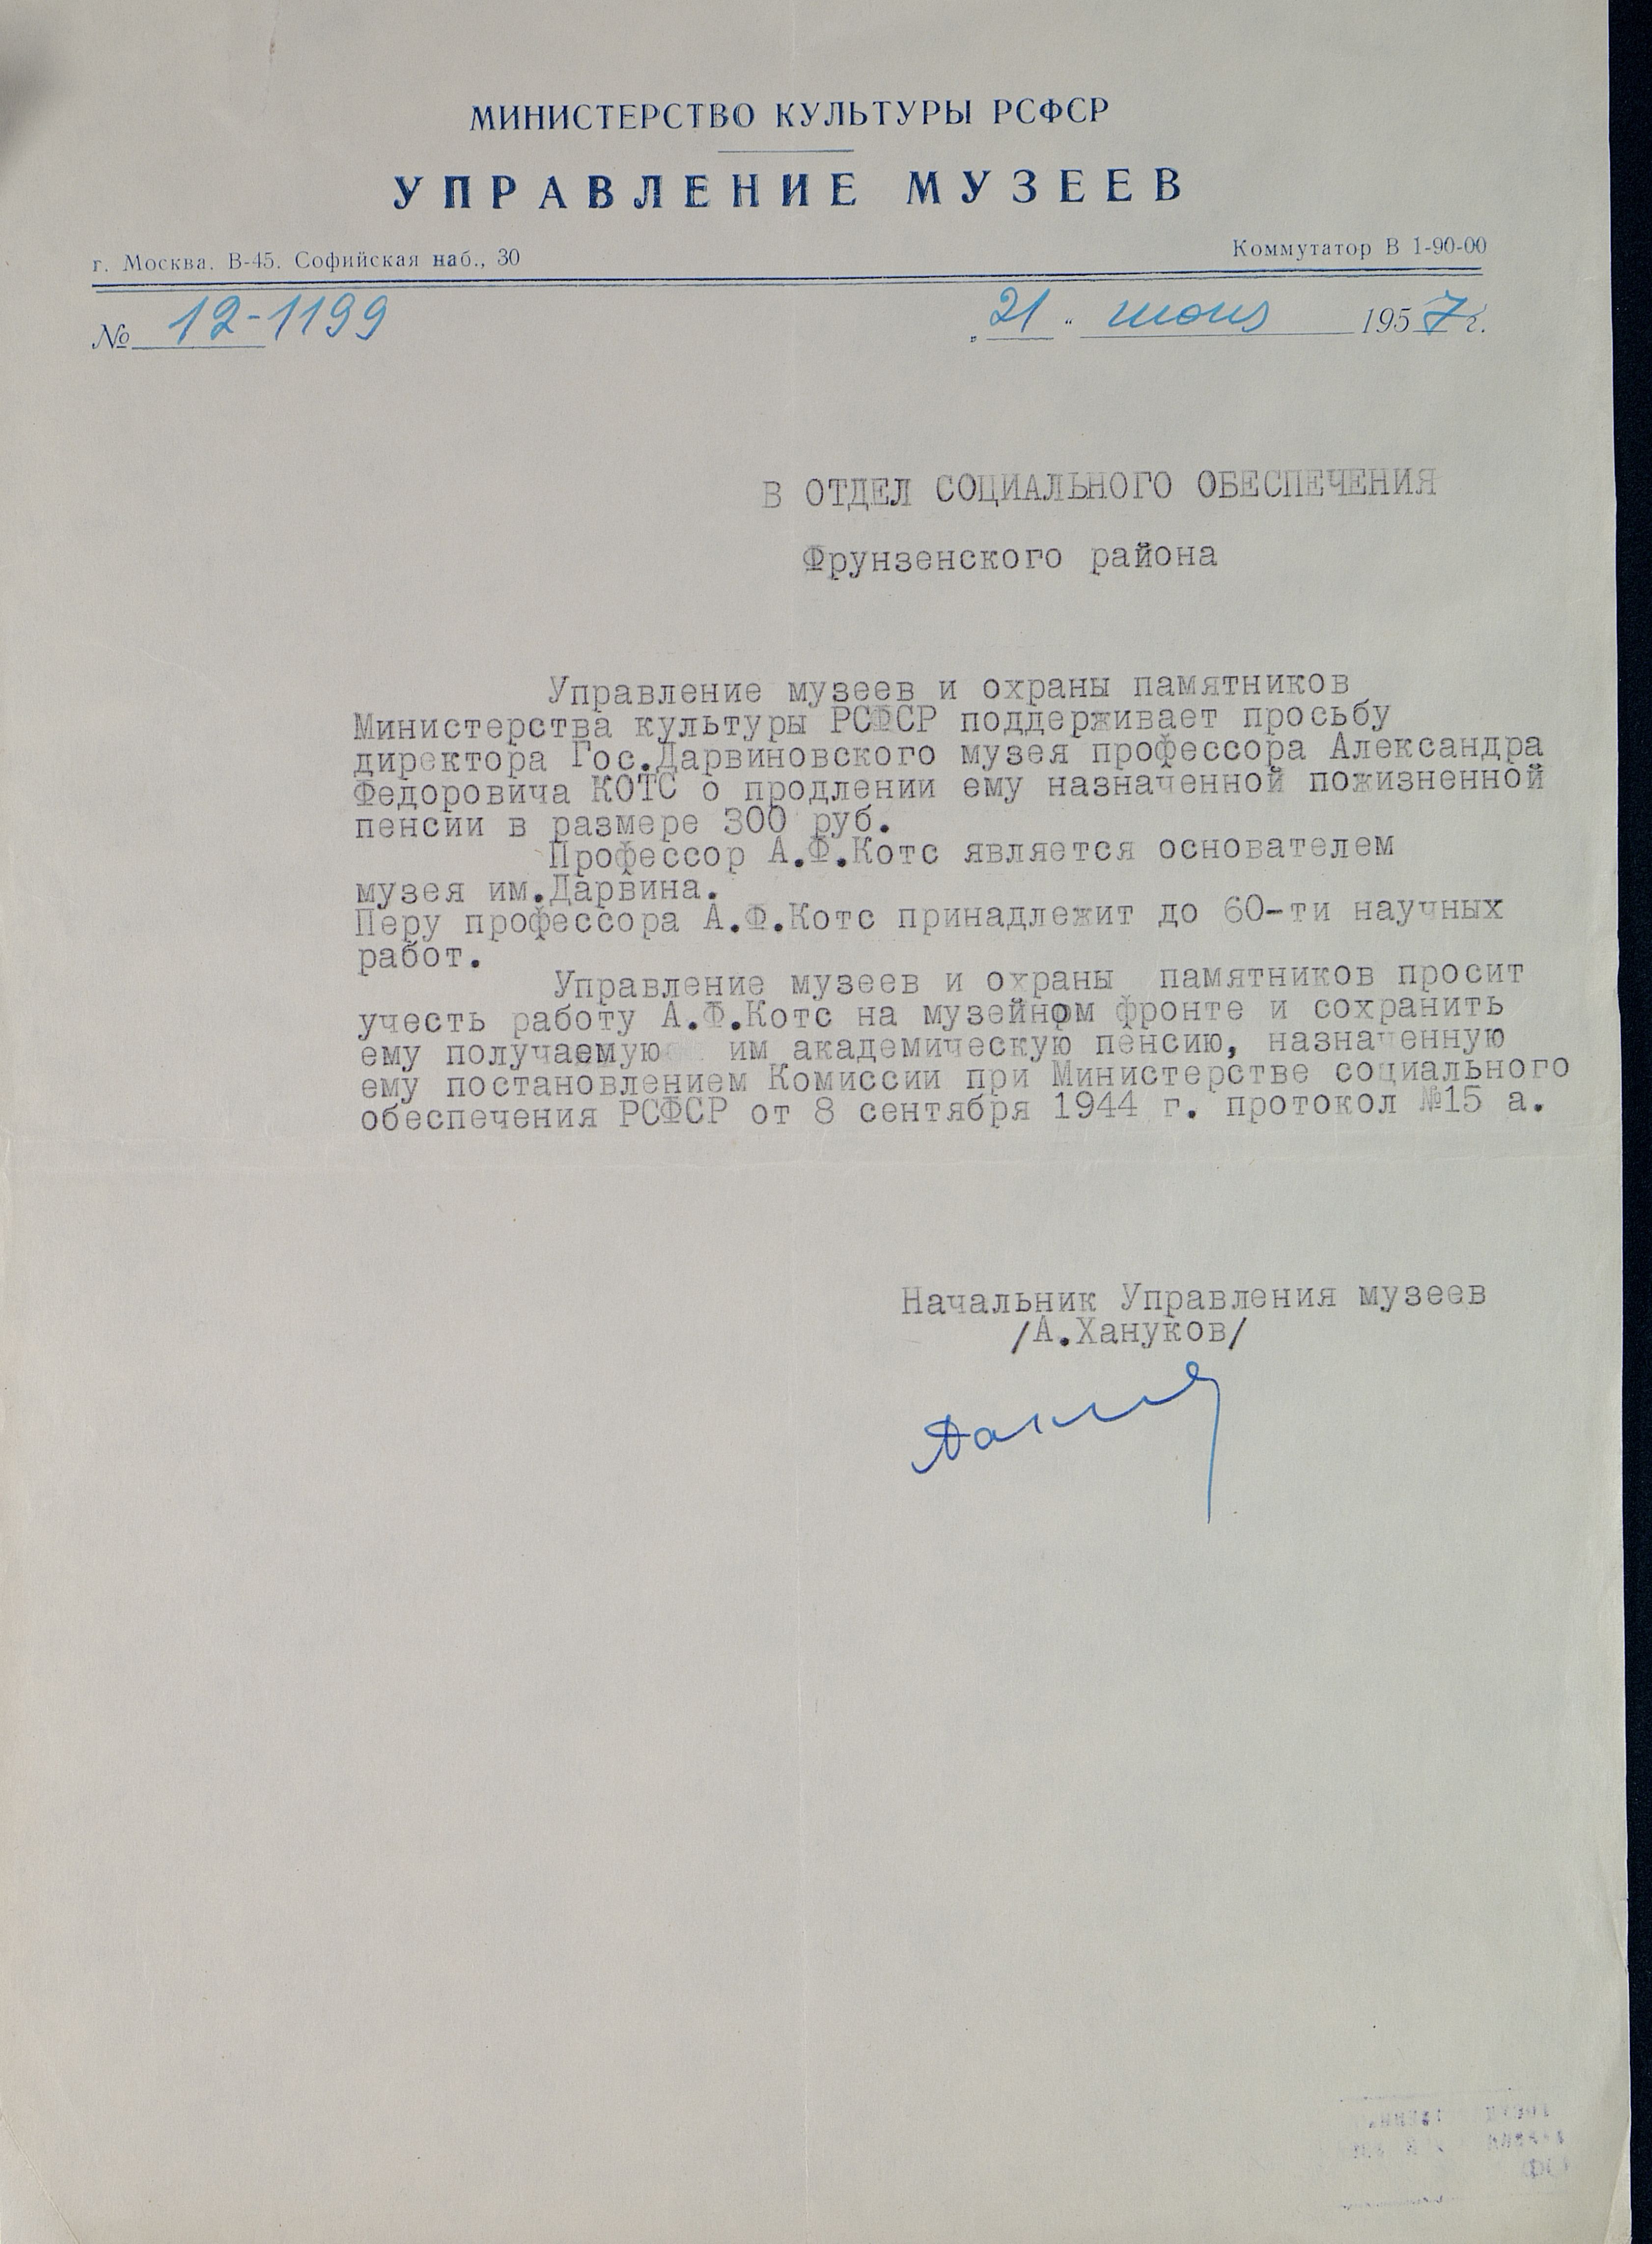 МИНИСТЕРСТВО КУЛЬТУРЫ РСФСР
УПРАВЛЕНИЕ МУЗЕЕВ
г. Москва. В-45. Софийская наб., 30
Коммутатор В 1-90-00
№ 12-1199
„21“ июня 1957г.
В ОТДЕЛ СОЦИАЛЬНОГО ОБЕСПЕЧЕНИЯ
Фрунзенского района
Управление музеев и охраны памятников
Министерства культуры РСФСР поддерживает просьбу
директора Гос.Дарвиновского музея профессора Александра
Федоровича КОТС о продлении ему назначенной пожизненной
пенсии в размере 300 руб.
Профессор А.Ф.Котс является основателем
музея им.Дарвина.
Перу профессора А.Ф.Котс принадлежит до 60-ти научных
работ.
Управление музеев и охраны памятников просит
учесть работу А.Ф.Котс на музейном фронте и сохранить
ему получаемую им академическую пенсию, назначенную
ему постановлением Комиссии при Министерстве социального
обеспечения РСФСР от 8 сентября 1944 г. протокол №15 а.
Начальник Управления музеев
/А.Хануков/